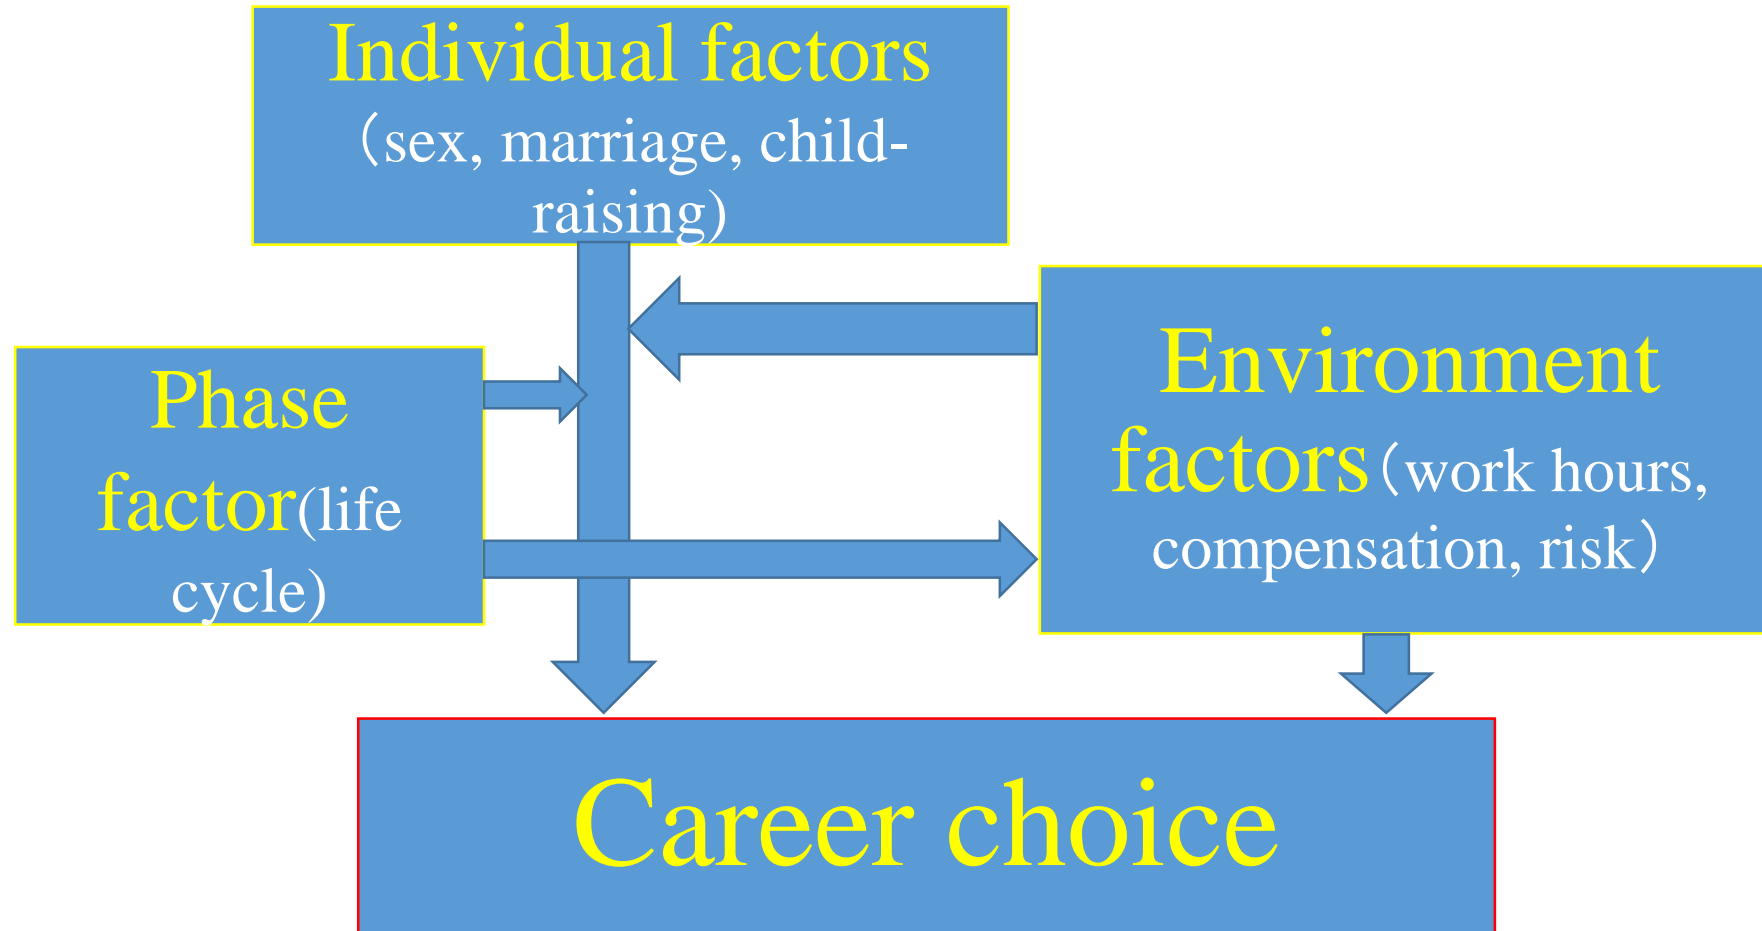 Individual factors
（sex, marriage, child-
raising)
Phase
factor(life
cycle)
Environment
factors（work hours,
compensation, risk）
Career choice